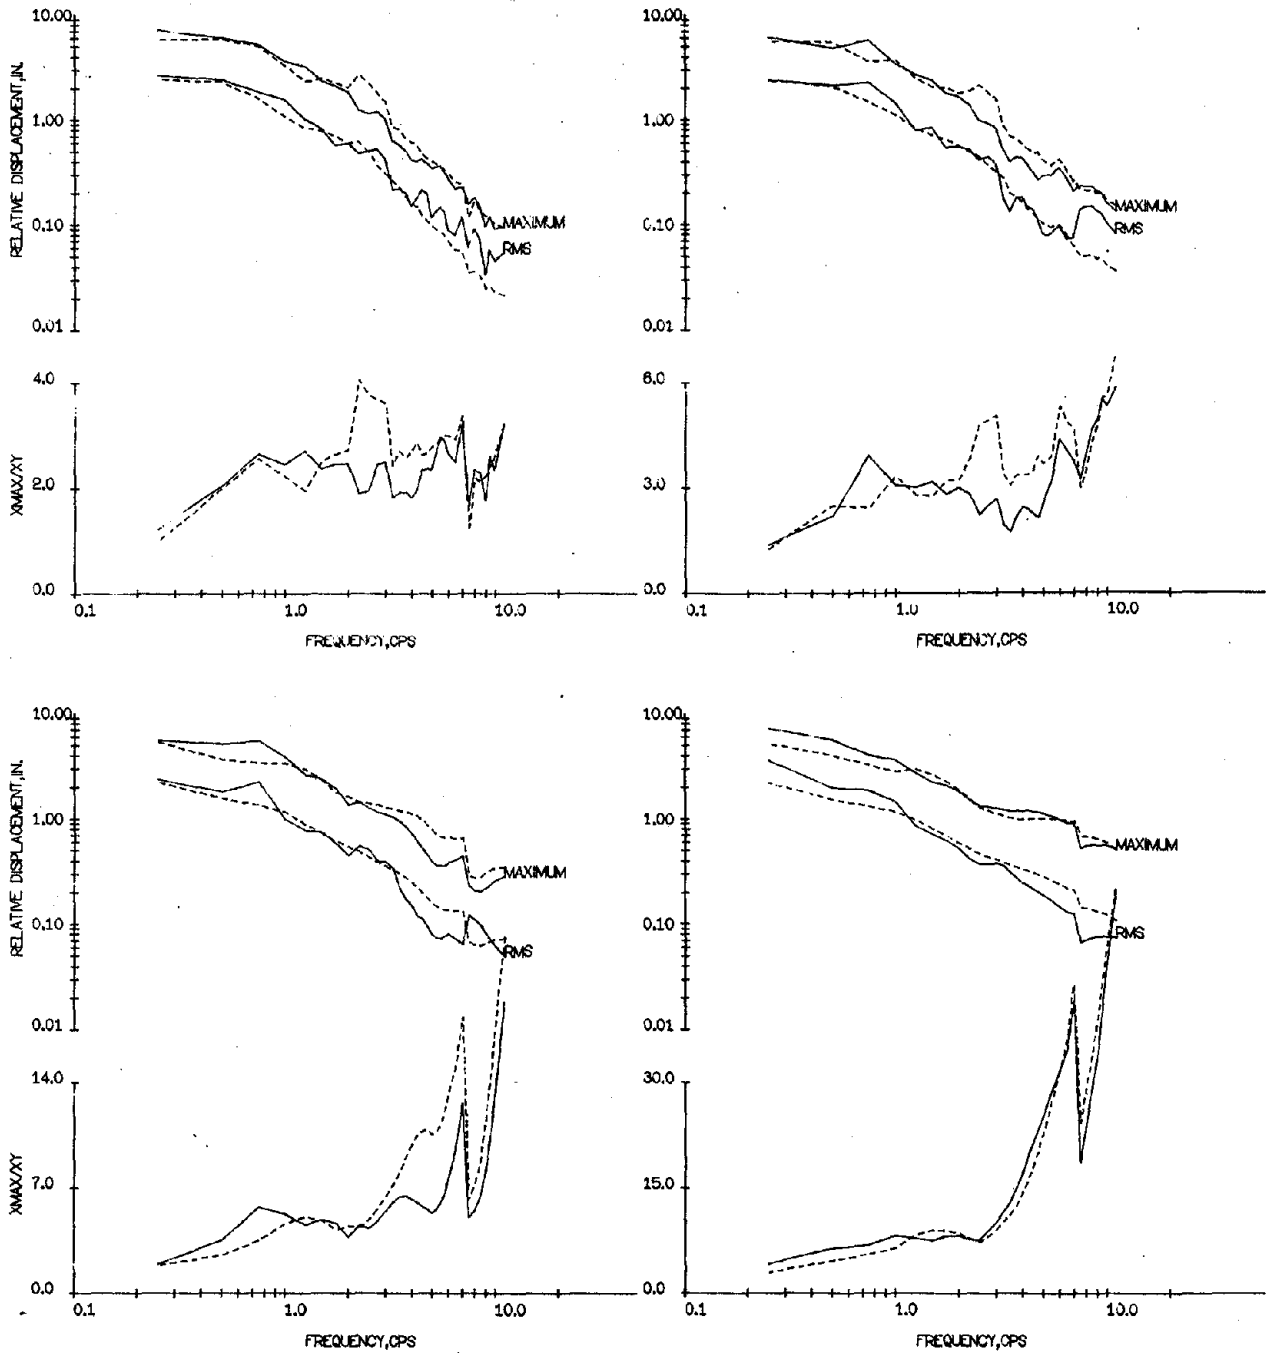 10.00
1.00
0.10
0.01
RELATIVE DISPLACEMENT, IN.
MAXIMUM
RMS
4.0
2.0
0.0
XMAX/XY
0.1
1.0
10.0
FREQUENCY,CPS
10.00
1.00
0.10
0.01
MAXIMUM
RMS
6.0
3.0
0.0
0.1
1.0
10.0
FREQUENCY,CPS
10.00
1.00
0.10
0.01
RELATIVE DISPLACEMENT, IN.
MAXIMUM
RMS
14.0
7.0
0.0
XMAX/XY
0.1
1.0
10.0
FREQUENCY,CPS
10.00
1.00
0.10
0.01
MAXIMUM
RMS
30.0
15.0
0.0
0.1
1.0
10.0
FREQUENCY,CPS